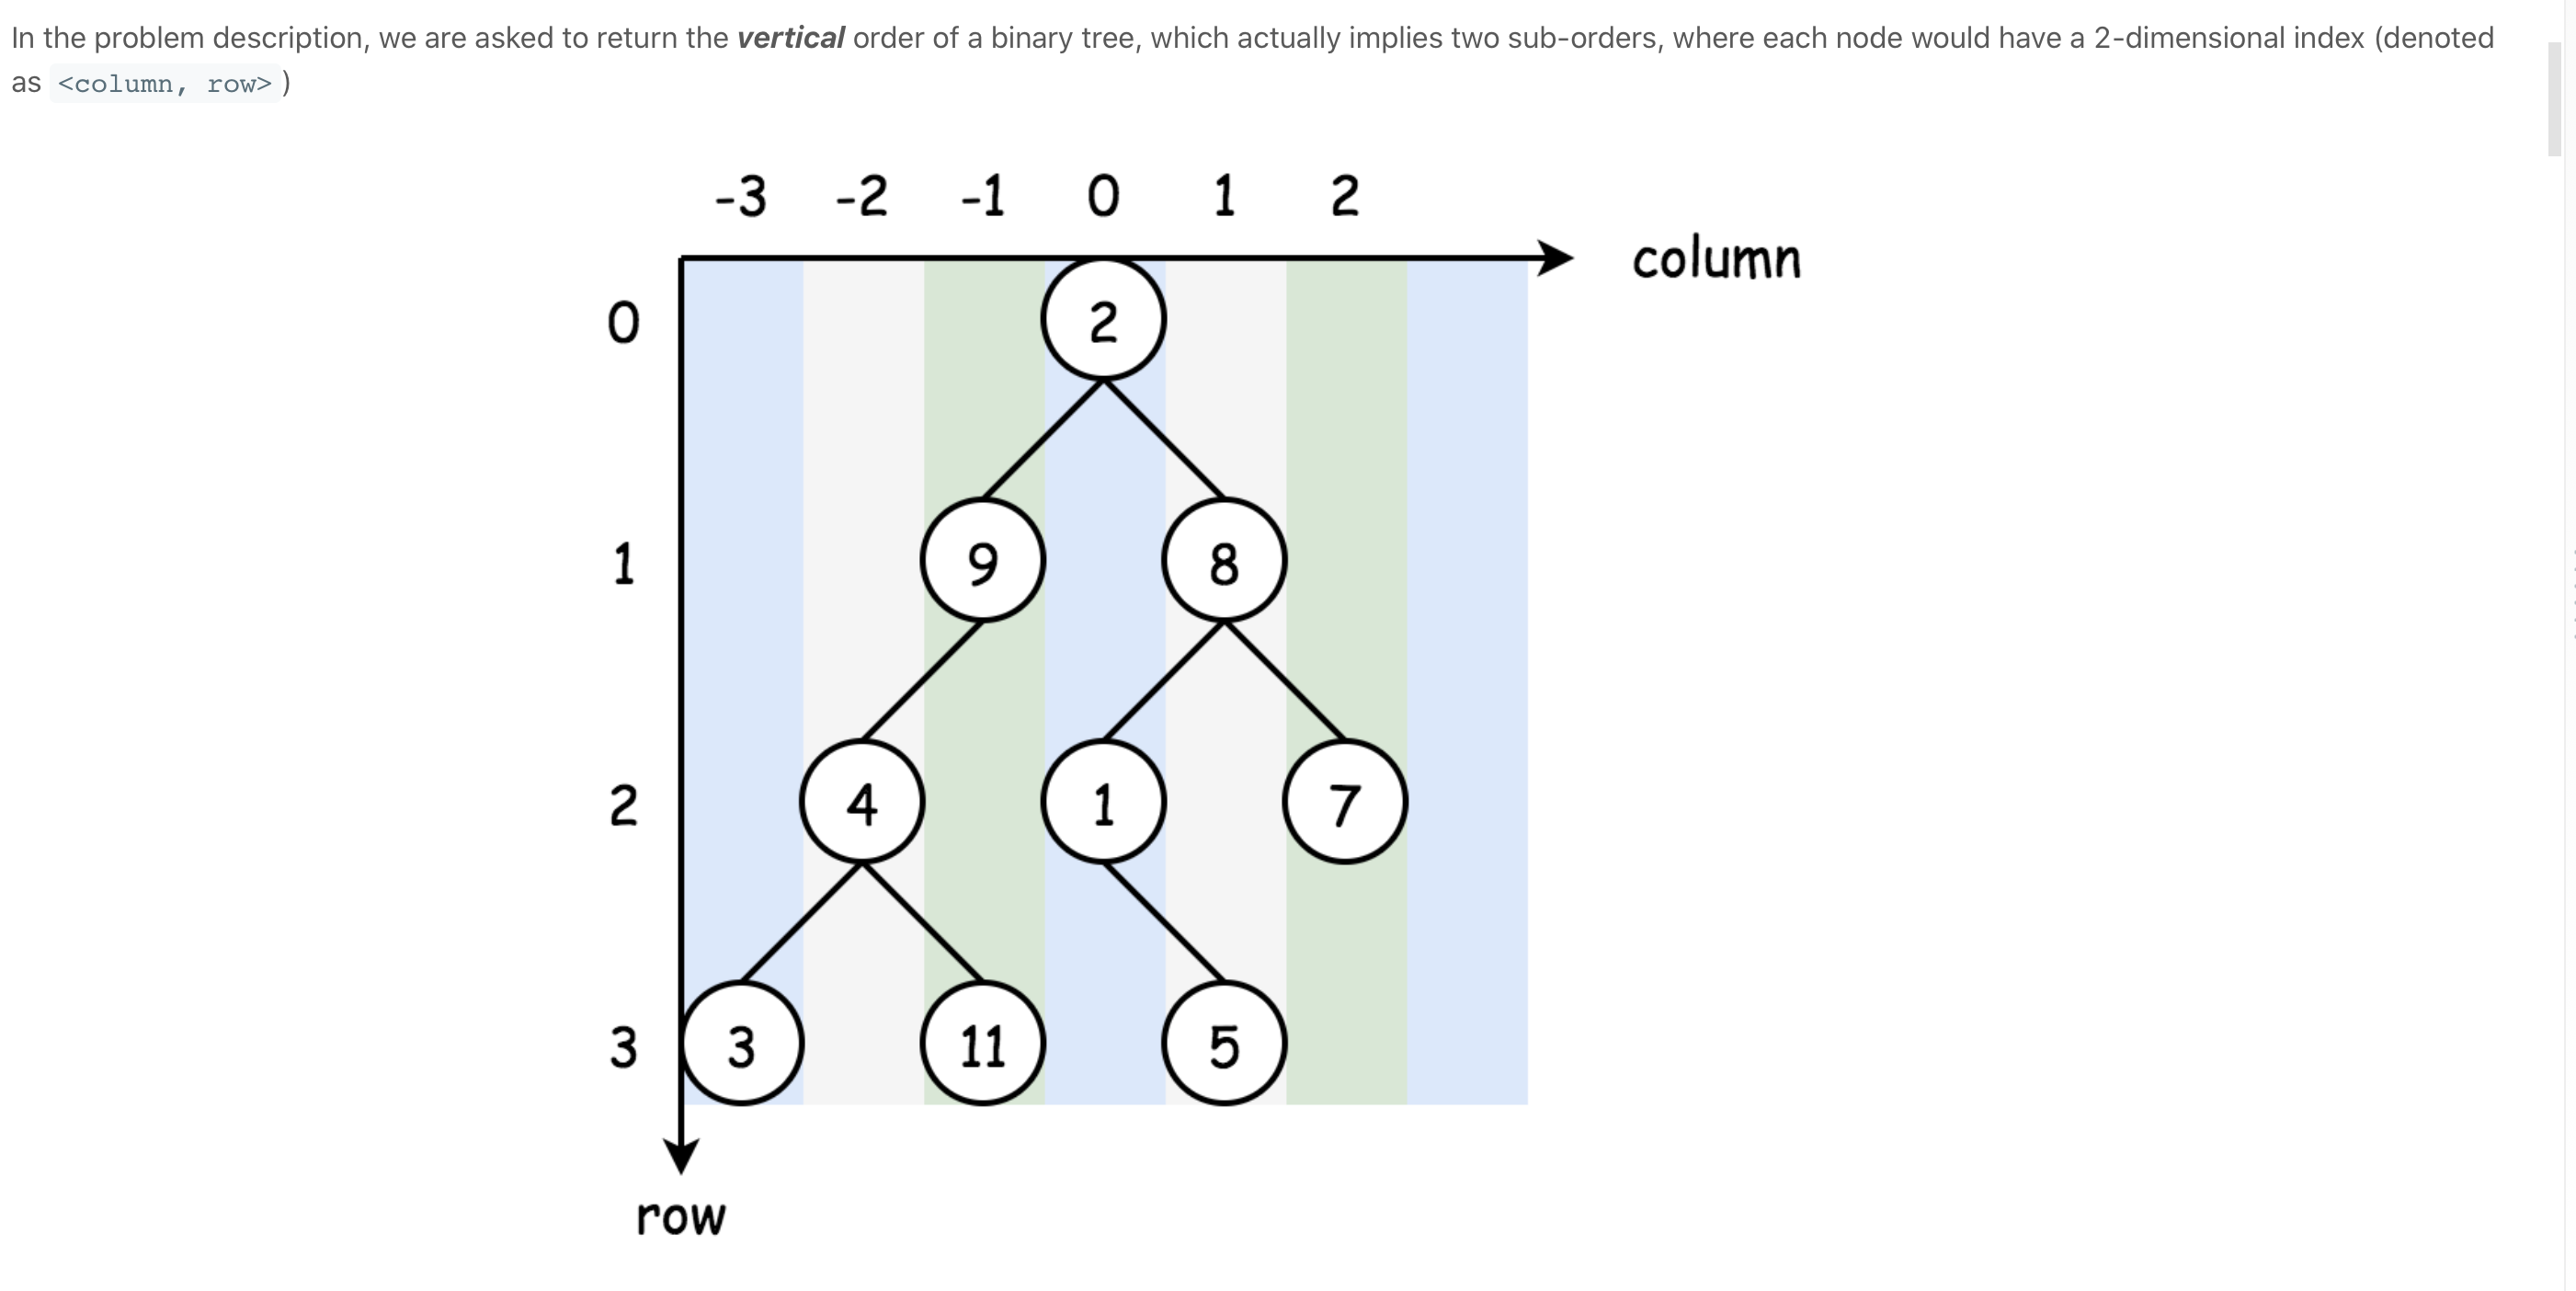 In the problem description, we are asked to return the vertical order of a binary tree, which actually implies two sub-orders, where each node would have a 2-dimensional index (denoted
as <column, row> )
-3 -2 -1 0 1 2
column
0 2
1 9 8
2 4 1 7
3 3 11 5
row